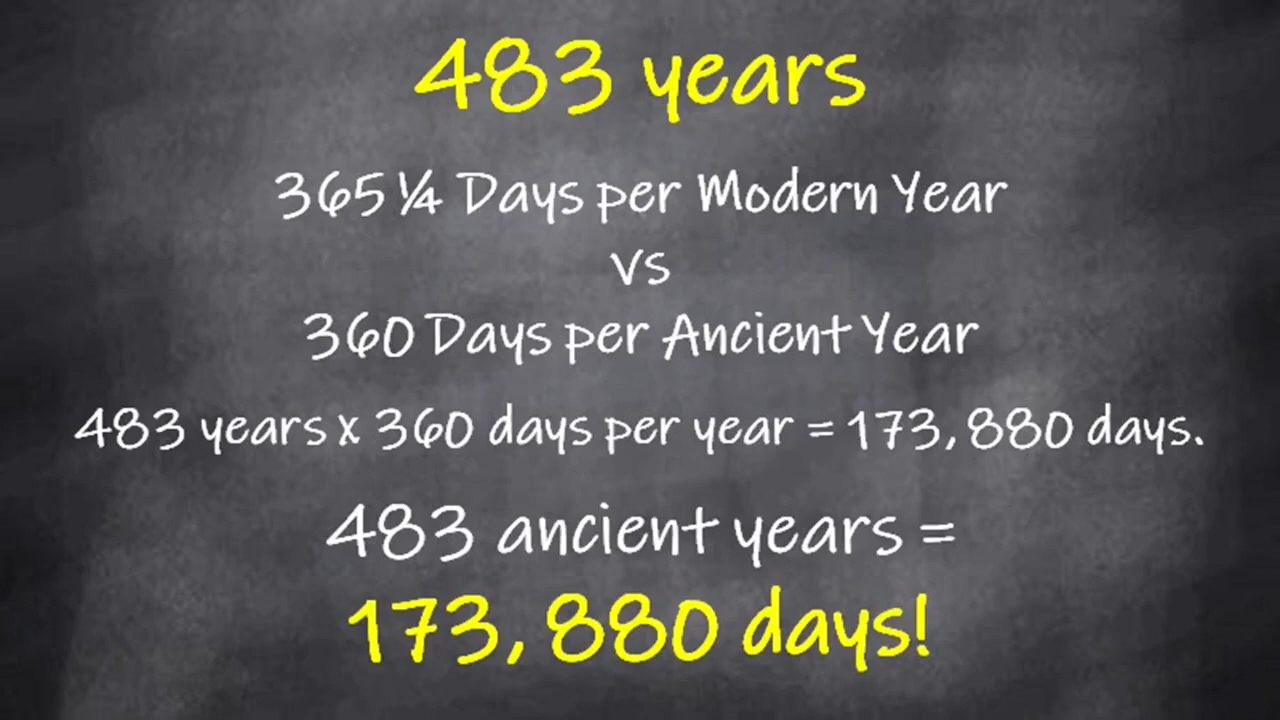 483 years
365 ¼ Days per Modern Year
vs
360 Days per Ancient Year
483 years x 360 days per year = 173,880 days.
483 ancient years =
173,880 days!